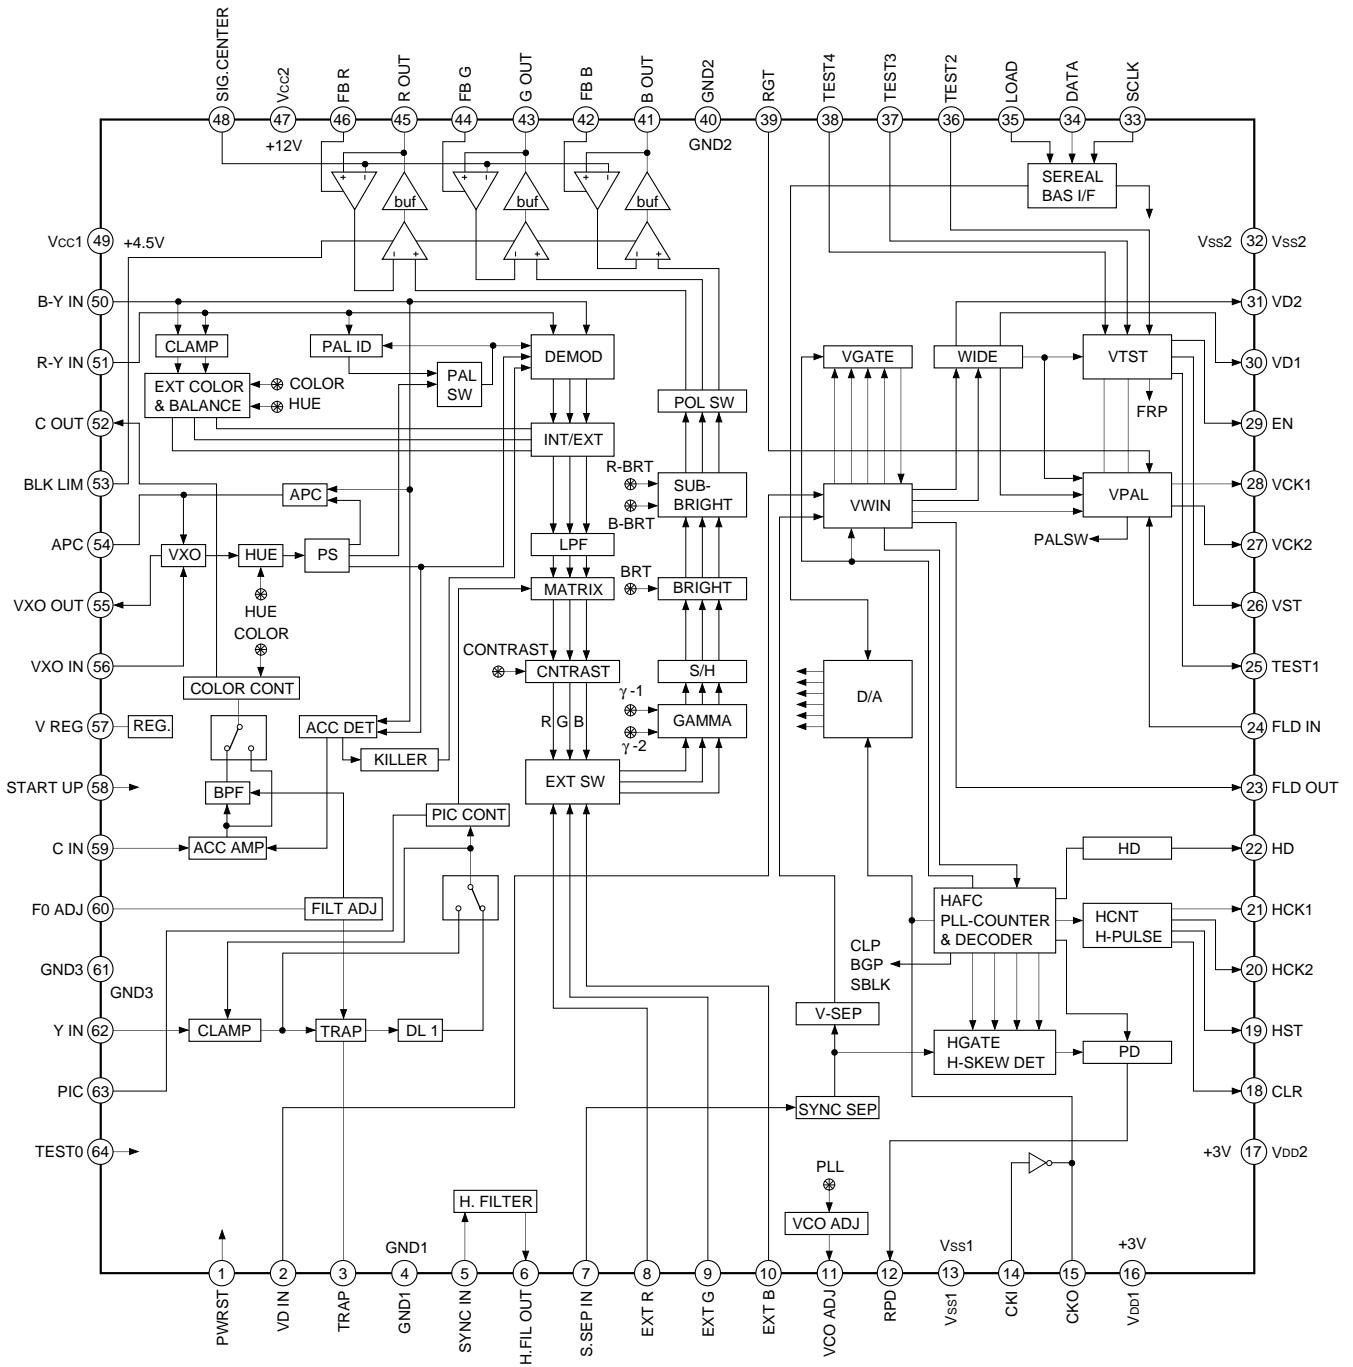 SIG.CENTER
Vcc2
FB R
R OUT
FB G
G OUT
FB B
B OUT
GND2
RGT
TEST4
TEST3
TEST2
LOAD
DATA
SCLK
48
47
46
45
44
43
42
41
40
39
38
37
36
35
34
33
+12V
GND2
SEREAL
BAS I/F
buf
buf
buf
+
-
+
-
+
-
-
+
-
+
-
+
Vcc1
49
+4.5V
Vss2
32
Vss2
B-Y IN
50
31
VD2
R-Y IN
51
CLAMP
PAL ID
DEMOD
VGATE
WIDE
VTST
30
VD1
EXT COLOR
& BALANCE
COLOR
HUE
PAL
SW
POL SW
FRP
C OUT
52
INT/EXT
29
EN
BLK LIM
53
APC
R-BRT
SUB-
BRIGHT
B-BRT
VWIN
VPAL
28
VCK1
APC
54
VXO
HUE
PS
LPF
PALSW
27
VCK2
HUE
MATRIX
BRT
BRIGHT
VXO OUT
55
26
VST
COLOR
CONTRAST
VXO IN
56
COLOR CONT
CNTRAST
S/H
D/A
25
TEST1
γ-1
GAMMA
γ-2
R G B
V REG
57
REG.
ACC DET
24
FLD IN
KILLER
START UP
58
BPF
EXT SW
23
FLD OUT
PIC CONT
C IN
59
ACC AMP
HD
22
HD
F0 ADJ
60
FILT ADJ
HAFC
PLL-COUNTER
& DECODER
HCNT
H-PULSE
21
HCK1
CLP
BGP
SBLK
GND3
61
GND3
20
HCK2
Y IN
62
CLAMP
TRAP
DL 1
V-SEP
HGATE
H-SKEW DET
PD
19
HST
PIC
63
SYNC SEP
18
CLR
TEST0
64
+3V
17
VDD2
PLL
H. FILTER
VCO ADJ
GND1
Vss1
+3V
1
2
3
4
5
6
7
8
9
10
11
12
13
14
15
16
PWRST
VD IN
TRAP
GND1
SYNC IN
H.FIL OUT
S.SEP IN
EXT R
EXT G
EXT B
VCO ADJ
RPD
Vss1
CKI
CKO
VDD1